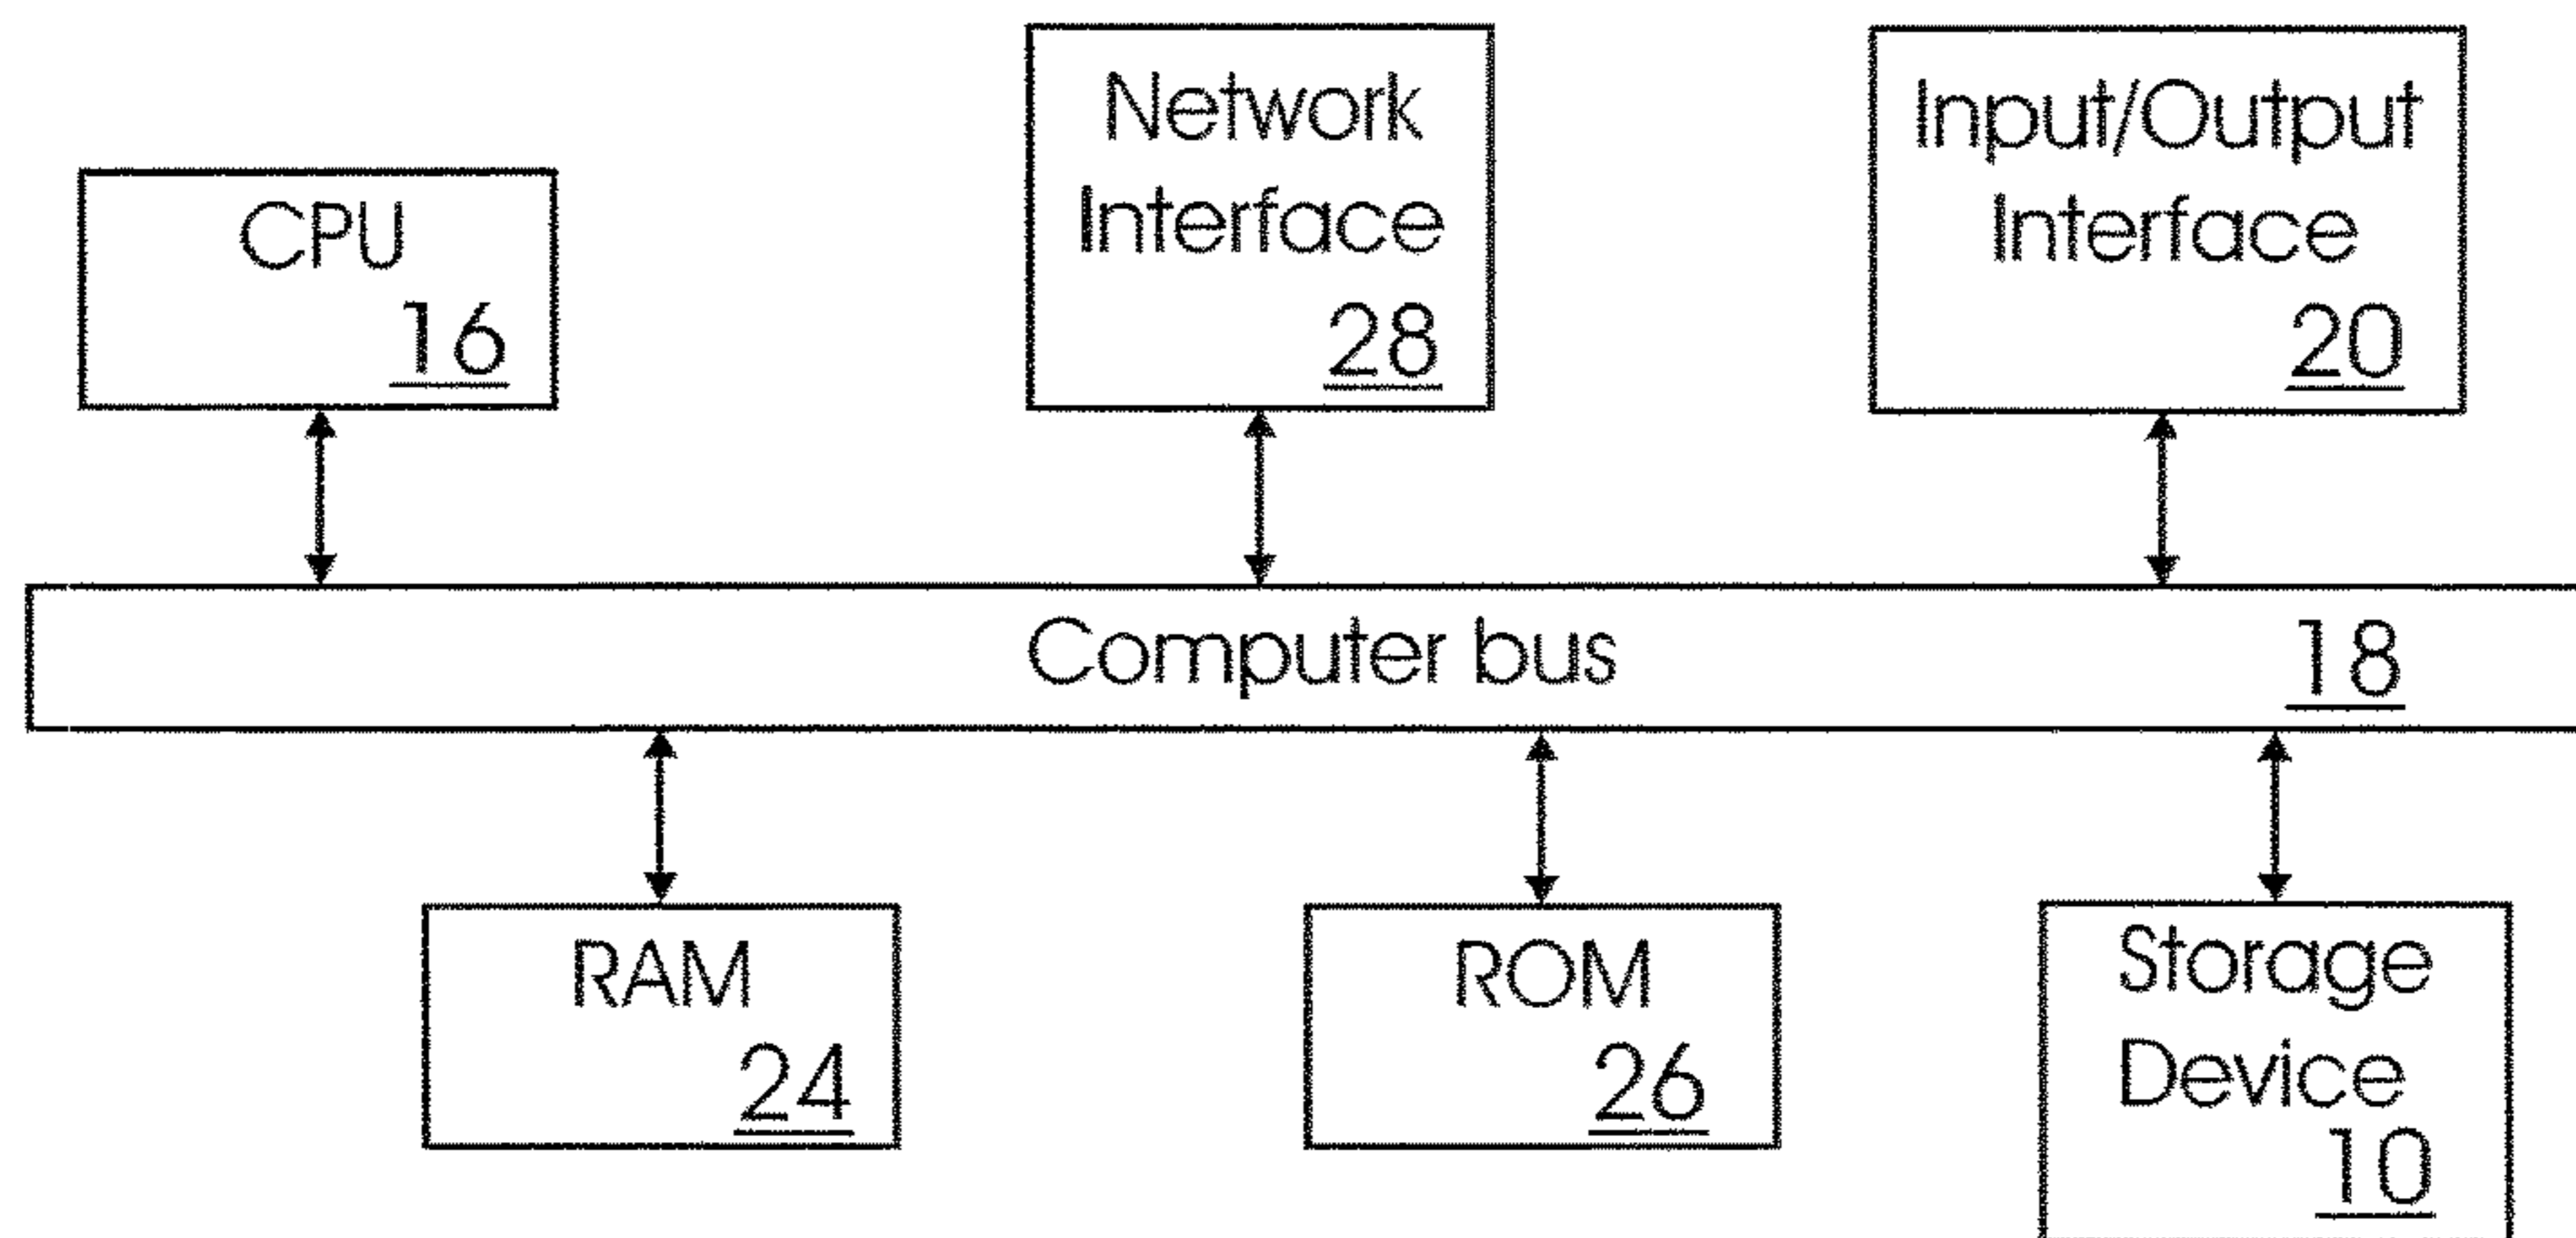 CPU
16
Network
Interface
28
Input/Output
Interface
20
Computer bus
18
RAM
24
ROM
26
Storage
Device
10